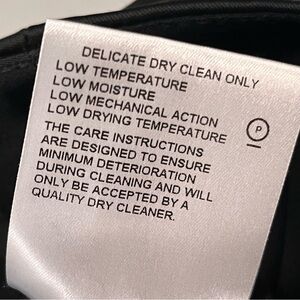 DELICATE DRY CLEAN ONLY
LOW TEMPERATURE
LOW MOISTURE
LOW MECHANICAL ACTION
LOW DRYING TEMPERATURE
P
THE CARE INSTRUCTIONS
ARE DESIGNED TO ENSURE
MINIMUM DETERIORATION
DURING CLEANING AND WILL
ONLY BE ACCEPTED BY A
QUALITY DRY CLEANER.